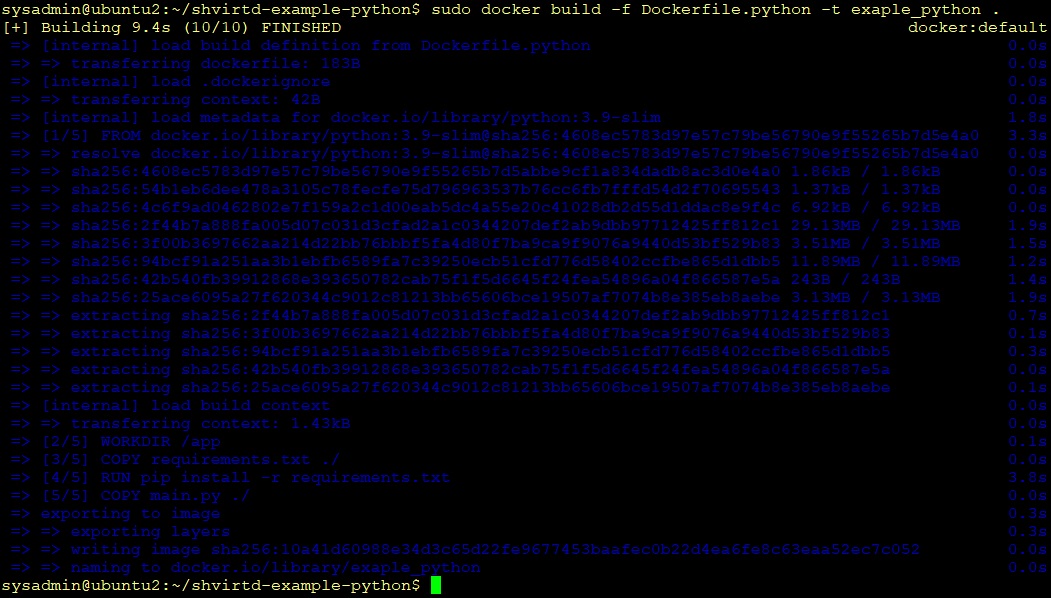 sysadmin@ubuntu2:~/shvirtd-example-python$ sudo docker build -f Dockerfile.python -t exaple_python .
[+] Building 9.4s (10/10) FINISHED docker:default
=> [internal] load build definition from Dockerfile.python 0.0s
=> => transferring dockerfile: 183B 0.0s
=> [internal] load .dockerignore 0.0s
=> => transferring context: 42B 0.0s
=> [internal] load metadata for docker.io/library/python:3.9-slim 1.8s
=> [1/5] FROM docker.io/library/python:3.9-slim@sha256:4608ec5783d97e57c79be56790e9f55265b7d5e4a0 3.3s
=> => resolve docker.io/library/python:3.9-slim@sha256:4608ec5783d97e57c79be56790e9f55265b7d5e4a0 0.0s
=> => sha256:4608ec5783d97e57c79be56790e9f55265b7d5abbe9cf1a834dadb8ac3d0e4a0 1.86kB / 1.86kB 0.0s
=> => sha256:54b1eb6dee478a3105c78fecfe75d796963537b76cc6fb7fffd54d2f70695543 1.37kB / 1.37kB 0.0s
=> => sha256:4c6f9ad0462802e7f159a2c1d00eab5dc4a55e20c41028db2d55d1ddac8e9f4c 6.92kB / 6.92kB 0.0s
=> => sha256:2f44b7a888fa005d07c031d3cfad2a1c0344207def2ab9dbb97712425ff812c1 29.13MB / 29.13MB 1.9s
=> => sha256:3f00b3697662aa214d22bb76bbbf5fa4d80f7ba9ca9f9076a9440d53bf529b83 3.51MB / 3.51MB 1.5s
=> => sha256:94bcf91a251aa3b1ebfb6589fa7c39250ecb51cfd776d58402ccfbe865d1dbb5 11.89MB / 11.89MB 1.2s
=> => sha256:42b540fb39912868e393650782cab75f1f5d6645f24fea54896a04f866587e5a 243B / 243B 1.4s
=> => sha256:25ace6095a27f620344c9012c81213bb65606bce19507af7074b8e385eb8aebe 3.13MB / 3.13MB 1.9s
=> => extracting sha256:2f44b7a888fa005d07c031d3cfad2a1c0344207def2ab9dbb97712425ff812c1 0.7s
=> => extracting sha256:3f00b3697662aa214d22bb76bbbf5fa4d80f7ba9ca9f9076a9440d53bf529b83 0.1s
=> => extracting sha256:94bcf91a251aa3b1ebfb6589fa7c39250ecb51cfd776d58402ccfbe865d1dbb5 0.3s
=> => extracting sha256:42b540fb39912868e393650782cab75f1f5d6645f24fea54896a04f866587e5a 0.0s
=> => extracting sha256:25ace6095a27f620344c9012c81213bb65606bce19507af7074b8e385eb8aebe 0.1s
=> [internal] load build context 0.0s
=> => transferring context: 1.43kB 0.0s
=> [2/5] WORKDIR /app 0.1s
=> [3/5] COPY requirements.txt ./ 0.0s
=> [4/5] RUN pip install -r requirements.txt 3.8s
=> [5/5] COPY main.py ./ 0.0s
=> exporting to image 0.3s
=> => exporting layers 0.3s
=> => writing image sha256:10a41d60988e34d3c65d22fe9677453baafec0b22d4ea6fe8c63eaa52ec7c052 0.0s
=> => naming to docker.io/library/exaple_python 0.0s
sysadmin@ubuntu2:~/shvirtd-example-python$